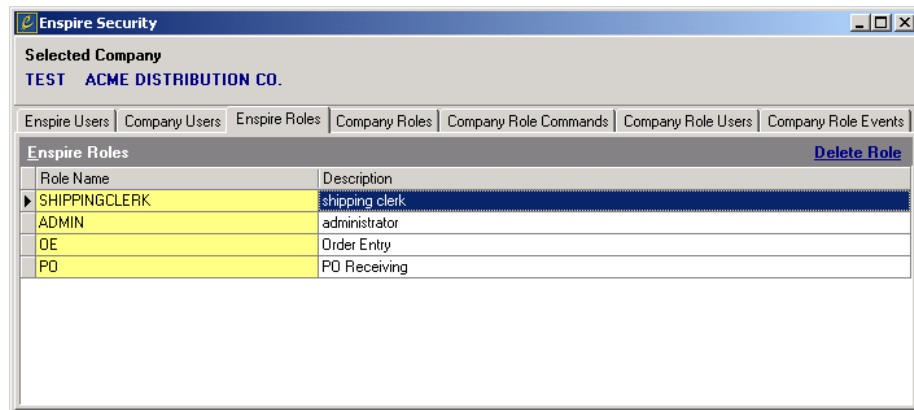 Enspire Security
Selected Company
TEST ACME DISTRIBUTION CO.
Enspire Users Company Users Enspire Roles Company Roles Company Role Commands Company Role Users Company Role Events
Enspire Roles Delete Role
Role Name Description
SHIPPINGCLERK shipping clerk
ADMIN administrator
OE Order Entry
PO PO Receiving